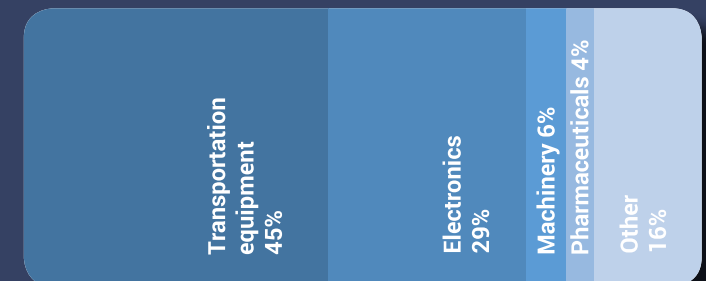 Transportation
equipment
45%
Electronics
29%
Machinery 6%
Pharmaceuticals 4%
Other
16%